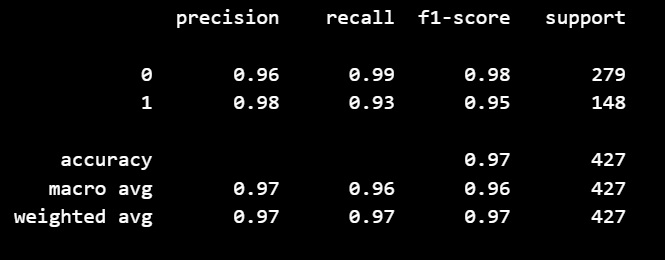 precision recall f1-score support
0 0.96 0.99 0.98 279
1 0.98 0.93 0.95 148
accuracy 0.97 427
macro avg 0.97 0.96 0.96 427
weighted avg 0.97 0.97 0.97 427